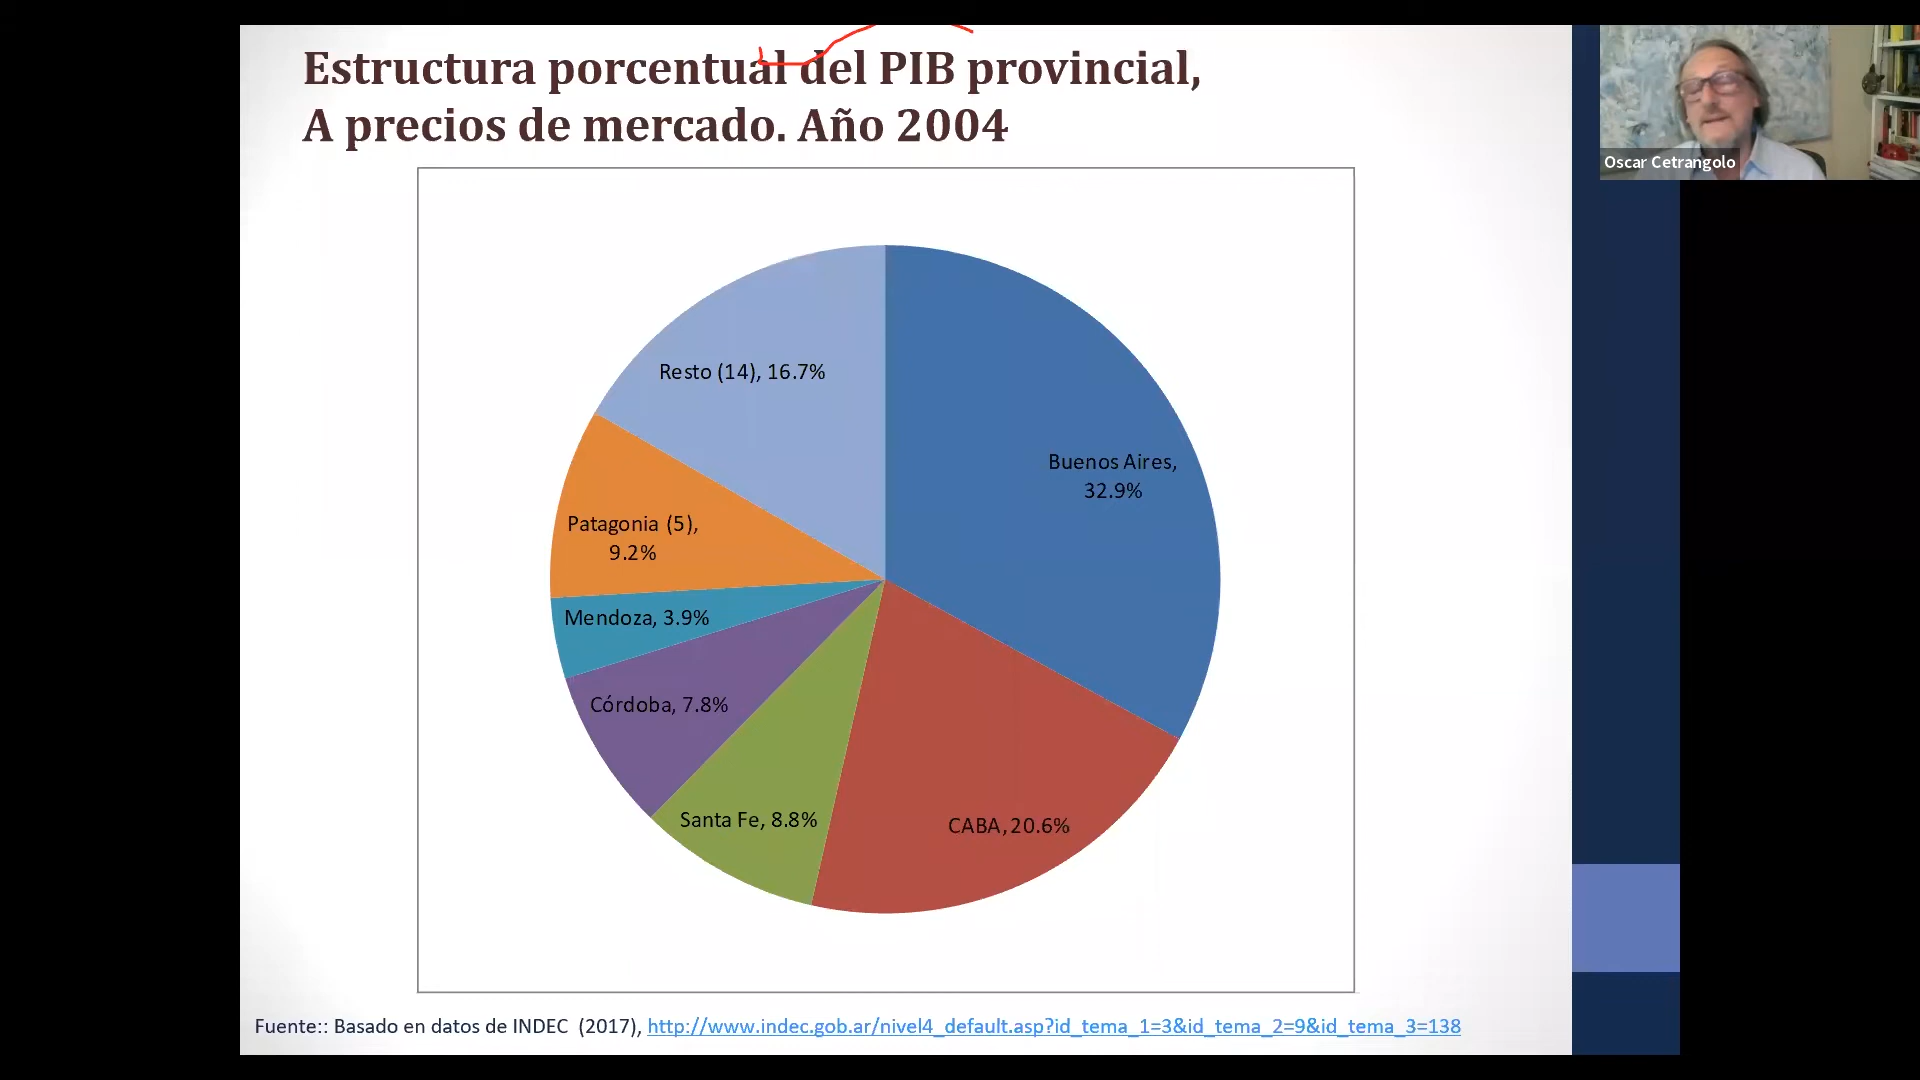 Estructura porcentual del PIB provincial,
A precios de mercado. Año 2004
Oscar Cetrangolo
Resto (14), 16.7%
Buenos Aires,
32.9%
Patagonia (5),
9.2%
Mendoza, 3.9%
Córdoba, 7.8%
Santa Fe, 8.8%
CABA, 20.6%
Fuente:: Basado en datos de INDEC (2017), http://www.indec.gob.ar/nivel4_default.asp?id_tema_1=3&id_tema_2=9&id_tema_3=138